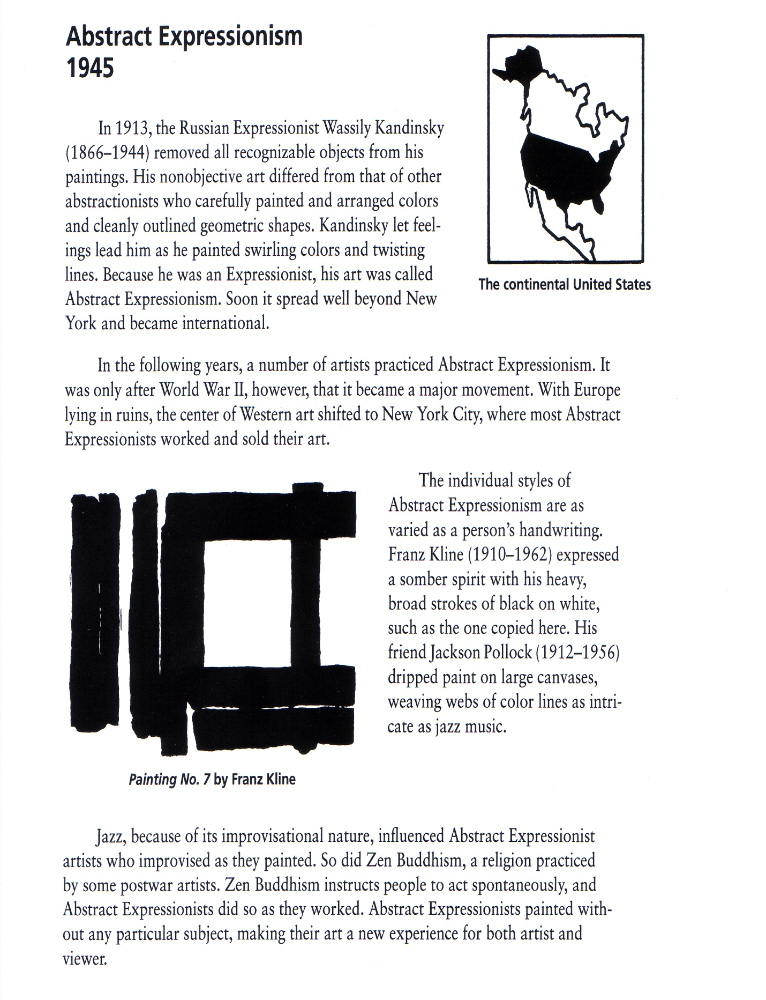 Abstract Expressionism
1945
In 1913, the Russian Expressionist Wassily Kandinsky
(1866–1944) removed all recognizable objects from his
paintings. His nonobjective art differed from that of other
abstractionists who carefully painted and arranged colors
and cleanly outlined geometric shapes. Kandinsky let feel-
ings lead him as he painted swirling colors and twisting
lines. Because he was an Expressionist, his art was called
Abstract Expressionism. Soon it spread well beyond New
York and became international.
The continental United States
In the following years, a number of artists practiced Abstract Expressionism. It
was only after World War II, however, that it became a major movement. With Europe
lying in ruins, the center of Western art shifted to New York City, where most Abstract
Expressionists worked and sold their art.
The individual styles of
Abstract Expressionism are as
varied as a person's handwriting.
Franz Kline (1910–1962) expressed
a somber spirit with his heavy,
broad strokes of black on white,
such as the one copied here. His
friend Jackson Pollock (1912–1956)
dripped paint on large canvases,
weaving webs of color lines as intri-
cate as jazz music.
Painting No. 7 by Franz Kline
Jazz, because of its improvisational nature, influenced Abstract Expressionist
artists who improvised as they painted. So did Zen Buddhism, a religion practiced
by some postwar artists. Zen Buddhism instructs people to act spontaneously, and
Abstract Expressionists did so as they worked. Abstract Expressionists painted with-
out any particular subject, making their art a new experience for both artist and
viewer.